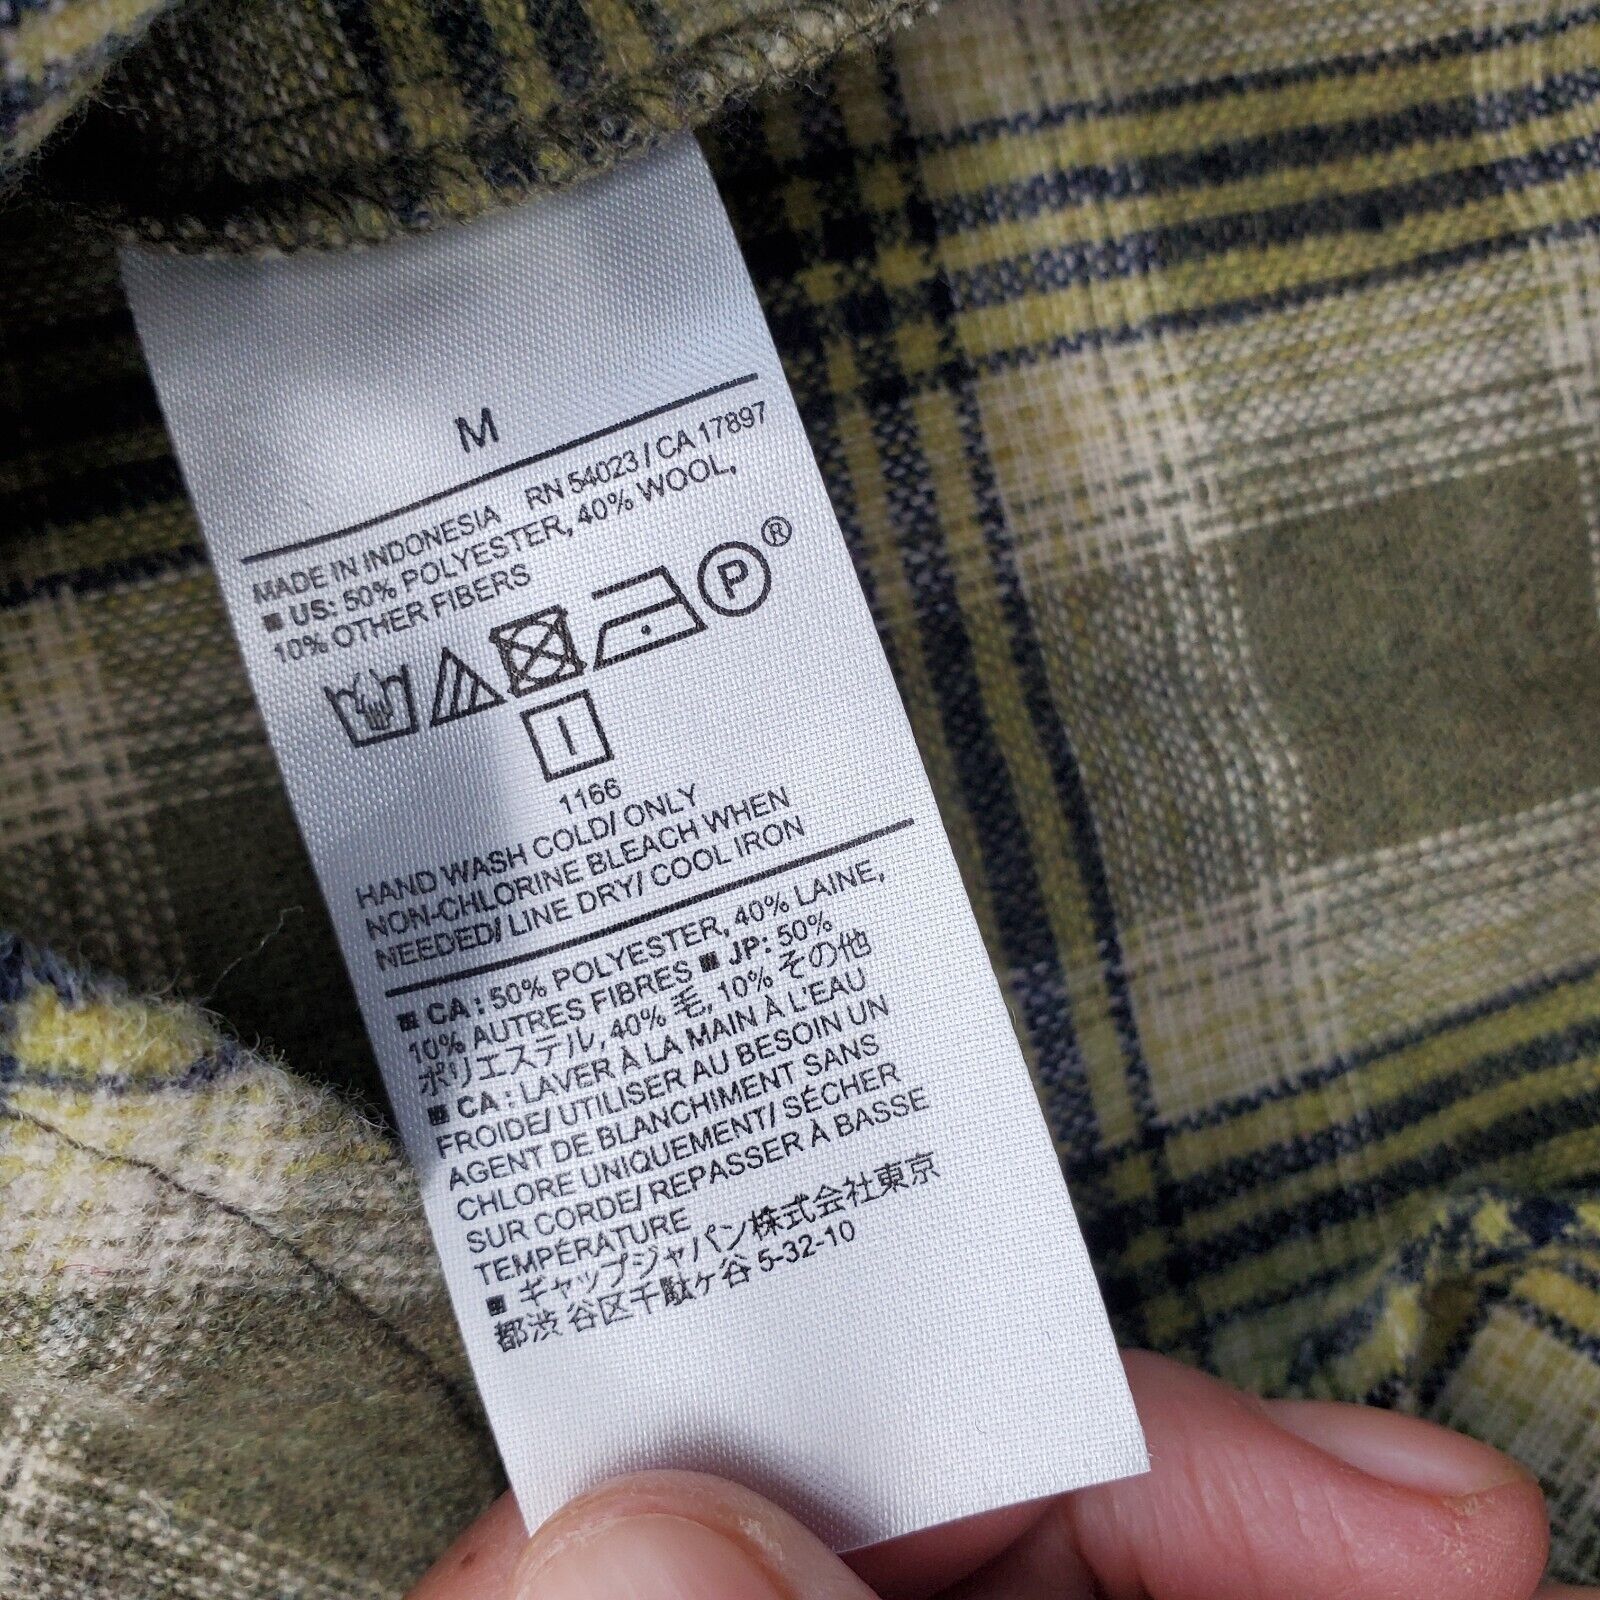 M
MADE IN INDONESIA RN 54023 / CA 17897
■ US: 50% POLYESTER, 40% WOOL,
10% OTHER FIBERS
P ®
1166
HAND WASH COLD/ ONLY
NON-CHLORINE BLEACH WHEN
NEEDED/ LINE DRY/ COOL IRON
■ CA : 50% POLYESTER, 40% LAINE,
10% AUTRES FIBRES ■ JP: 50%
ポリエステル, 40% 毛, 10% その他
■ CA : LAVER À LA MAIN À L'EAU
FROIDE/ UTILISER AU BESOIN UN
AGENT DE BLANCHIMENT SANS
CHLORE UNIQUEMENT/ SÉCHER
SUR CORDE/ REPASSER À BASSE
TEMPÉRATURE
■ ギャップジャパン株式会社東京
都渋谷区千駄ヶ谷 5-32-10